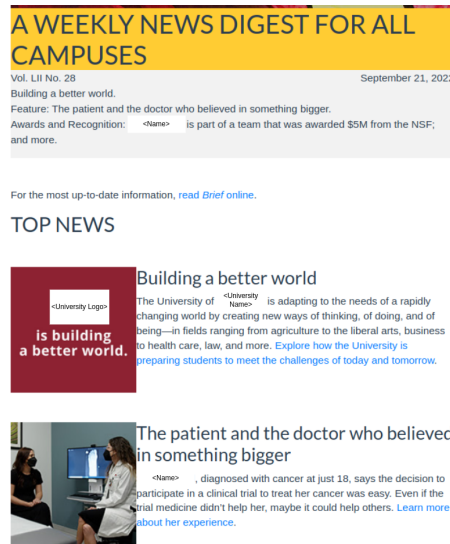 A WEEKLY NEWS DIGEST FOR ALL
CAMPUSES
Vol. LII No. 28 September 21,
Building a better world.
Feature: The patient and the doctor who believed in something bigger.
Awards and Recognition: <Name> is part of a team that was awarded $5M from the NSF;
and more.
For the most up-to-date information, read Brief online.
TOP NEWS
<University Logo>
is building
a better world.
Building a better world
The University of <University Name> is adapting to the needs of a rapidly
changing world by creating new ways of thinking, of doing, and of
being—in fields ranging from agriculture to the liberal arts, business
to health care, law, and more. Explore how the University is
preparing students to meet the challenges of today and tomorrow.
The patient and the doctor who believed
in something bigger
<Name> , diagnosed with cancer at just 18, says the decision to
participate in a clinical trial to treat her cancer was easy. Even if the
trial medicine didn't help her, maybe it could help others. Learn more
about her experience.